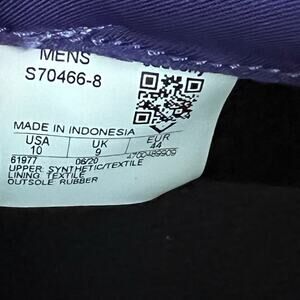 MENS
S70466-8
MADE IN INDONESIA
USA UK EUR
10 9 44
61977 06/20 4700489909
UPPER: SYNTHETIC/TEXTILE
LINING: TEXTILE
OUTSOLE: RUBBER